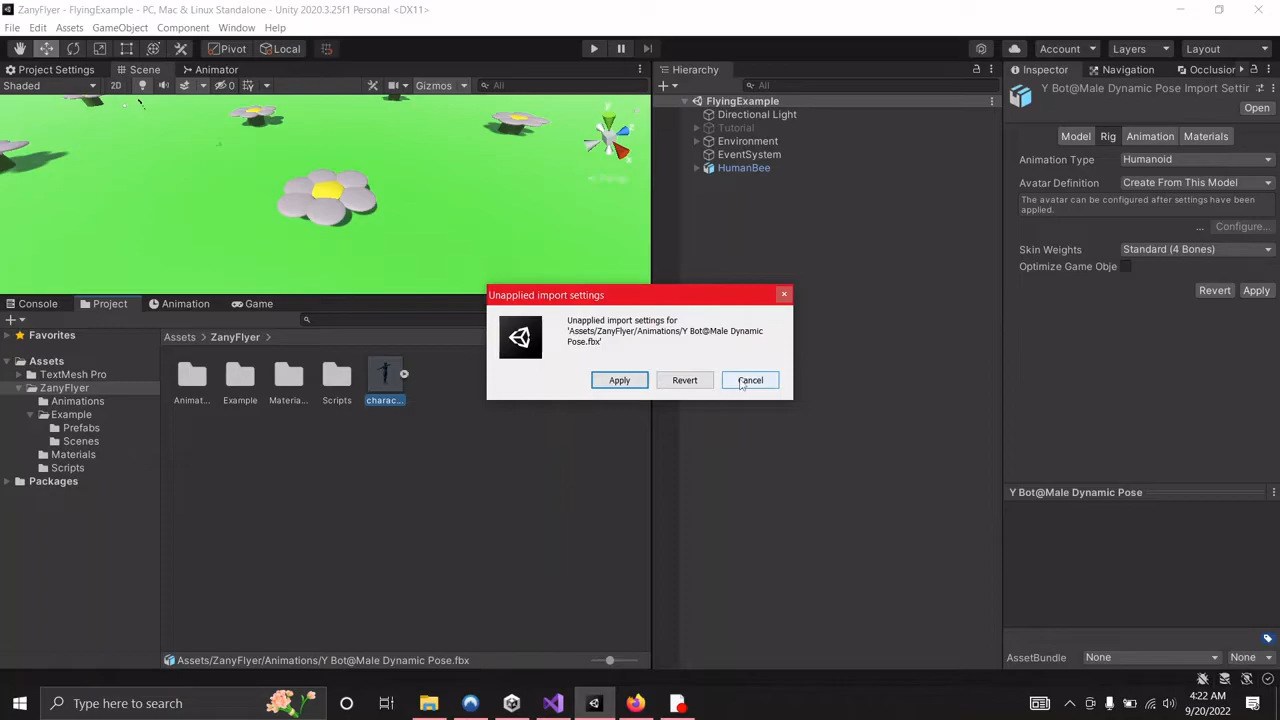 ZanyFlyer - FlyingExample - PC, Mac & Linux Standalone - Unity 2020.3.25f1 Personal <DX11>
File Edit Assets GameObject Component Window Help
Pivot Local Account Layers Layout
Project Settings Scene Animator
Shaded 2D 0 Gizmos All
Persp
Hierarchy
All
FlyingExample
Directional Light
Tutorial
Environment
EventSystem
HumanBee
Inspector Navigation Occlusion
Y Bot@Male Dynamic Pose Import Settin
Open
Model Rig Animation Materials
Animation Type Humanoid
Avatar Definition Create From This Model
The avatar can be configured after settings have been
applied.
... Configure...
Skin Weights Standard (4 Bones)
Optimize Game Obje
Revert Apply
Unapplied import settings
Unapplied import settings for
'Assets/ZanyFlyer/Animations/Y Bot@Male Dynamic
Pose.fbx'
Apply Revert Cancel
Console Project Animation Game
Favorites
Assets
TextMesh Pro
ZanyFlyer
Animations
Example
Prefabs
Scenes
Materials
Scripts
Packages
Assets > ZanyFlyer >
Animat... Example Materia... Scripts charac...
Assets/ZanyFlyer/Animations/Y Bot@Male Dynamic Pose.fbx
Y Bot@Male Dynamic Pose
AssetBundle None None
Type here to search
4:22 AM
9/20/2022